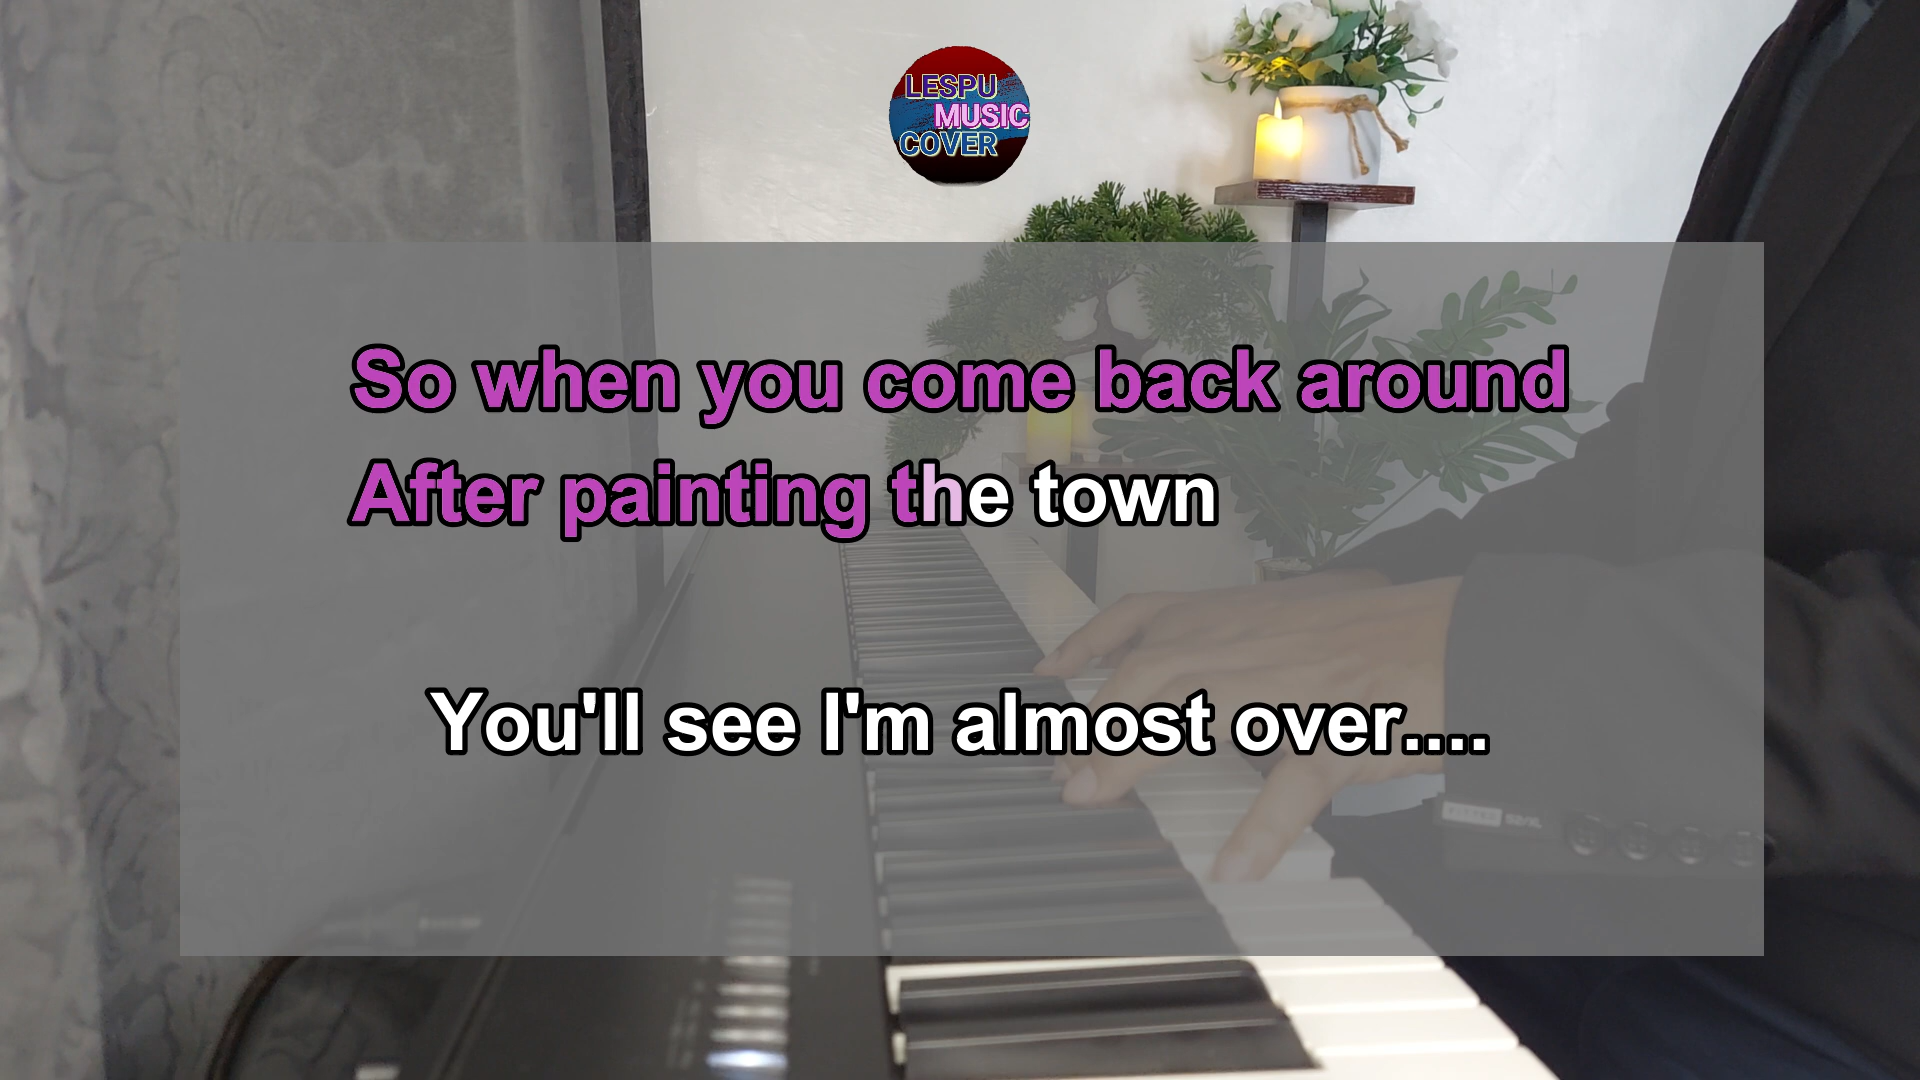 LESPU
MUSIC
COVER
So when you come back around
After painting the town
You'll see I'm almost over....